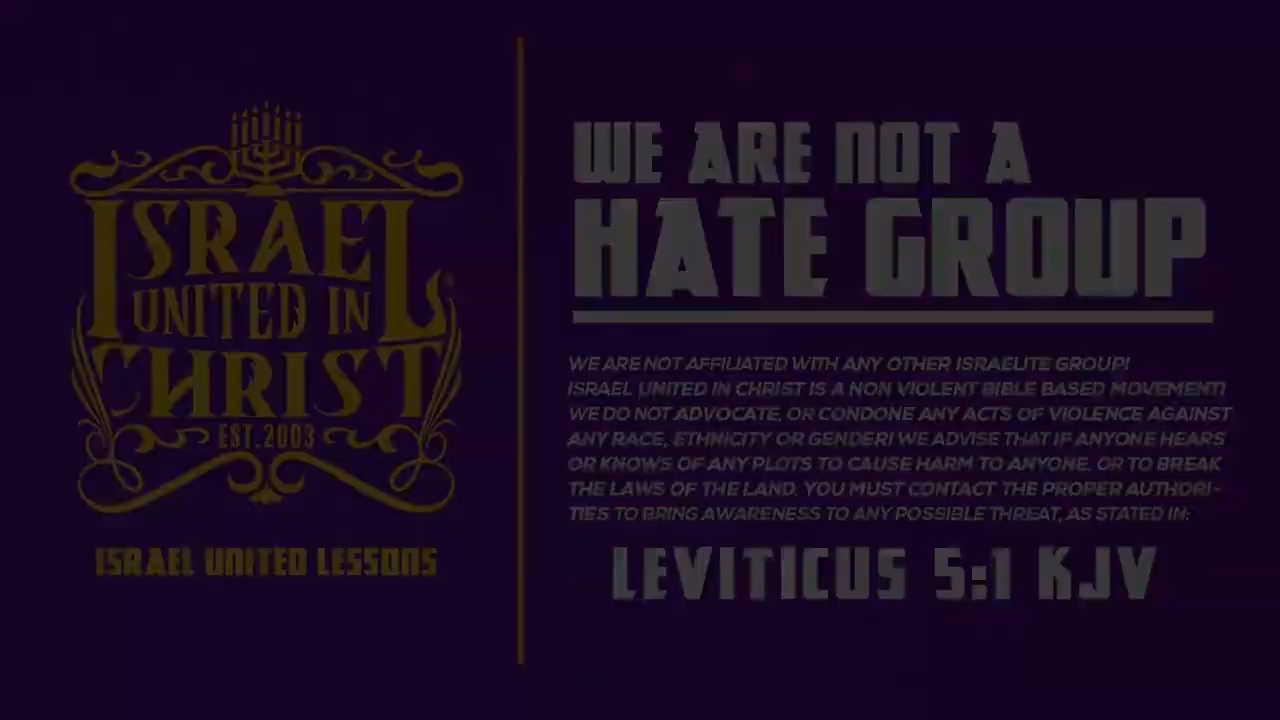 ISRAEL
UNITED IN
CHRIST
EST.2003
ISRAEL UNITED LESSONS
WE ARE NOT A
HATE GROUP
WE ARE NOT AFFILIATED WITH ANY OTHER ISRAELITE GROUP!
ISRAEL UNITED IN CHRIST IS A NON VIOLENT BIBLE BASED MOVEMENT!
WE DO NOT ADVOCATE, OR CONDONE ANY ACTS OF VIOLENCE AGAINST
ANY RACE, ETHNICITY OR GENDER! WE ADVISE THAT IF ANYONE HEARS
OR KNOWS OF ANY PLOTS TO CAUSE HARM TO ANYONE, OR TO BREAK
THE LAWS OF THE LAND. YOU MUST CONTACT THE PROPER AUTHORI-
TIES TO BRING AWARENESS TO ANY POSSIBLE THREAT, AS STATED IN:
LEVITICUS 5:1 KJV